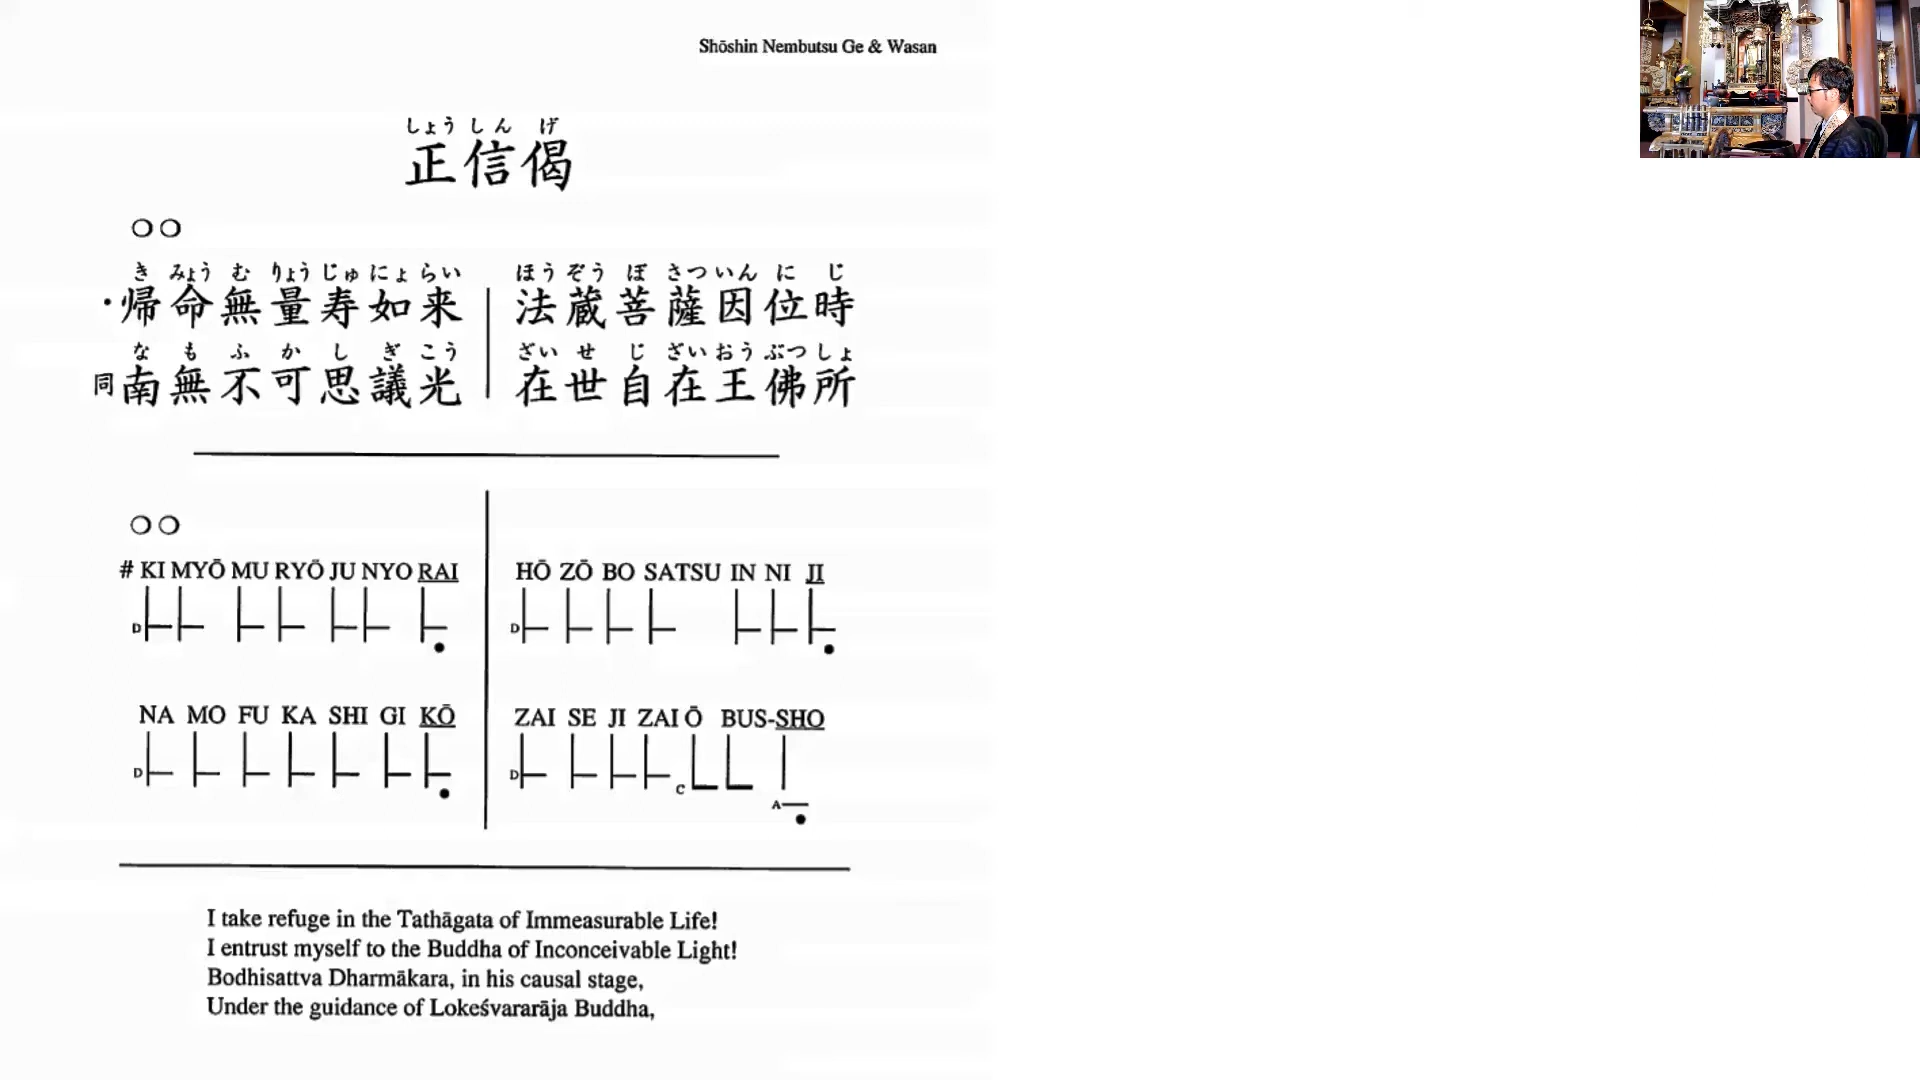 Shōshin Nembutsu Ge & Wasan
しょう しん げ
正信偈
○○
き みょう む りょう じゅ にょ らい
・帰命無量寿如来
な も ふ か し ぎ こう
同 南無不可思議光
ほう ぞう ぼ さつ いん に じ
法蔵菩薩因位時
ざい せ じ ざい おう ぶつ しょ
在世自在王佛所
○○
# KI MYŌ MU RYŌ JU NYO RAI
D
NA MO FU KA SHI GI KŌ
D
HŌ ZŌ BO SATSU IN NI JI
D
ZAI SE JI ZAI Ō BUS-SHO
D C A
I take refuge in the Tathāgata of Immeasurable Life!
I entrust myself to the Buddha of Inconceivable Light!
Bodhisattva Dharmākara, in his causal stage,
Under the guidance of Lokeśvararāja Buddha,